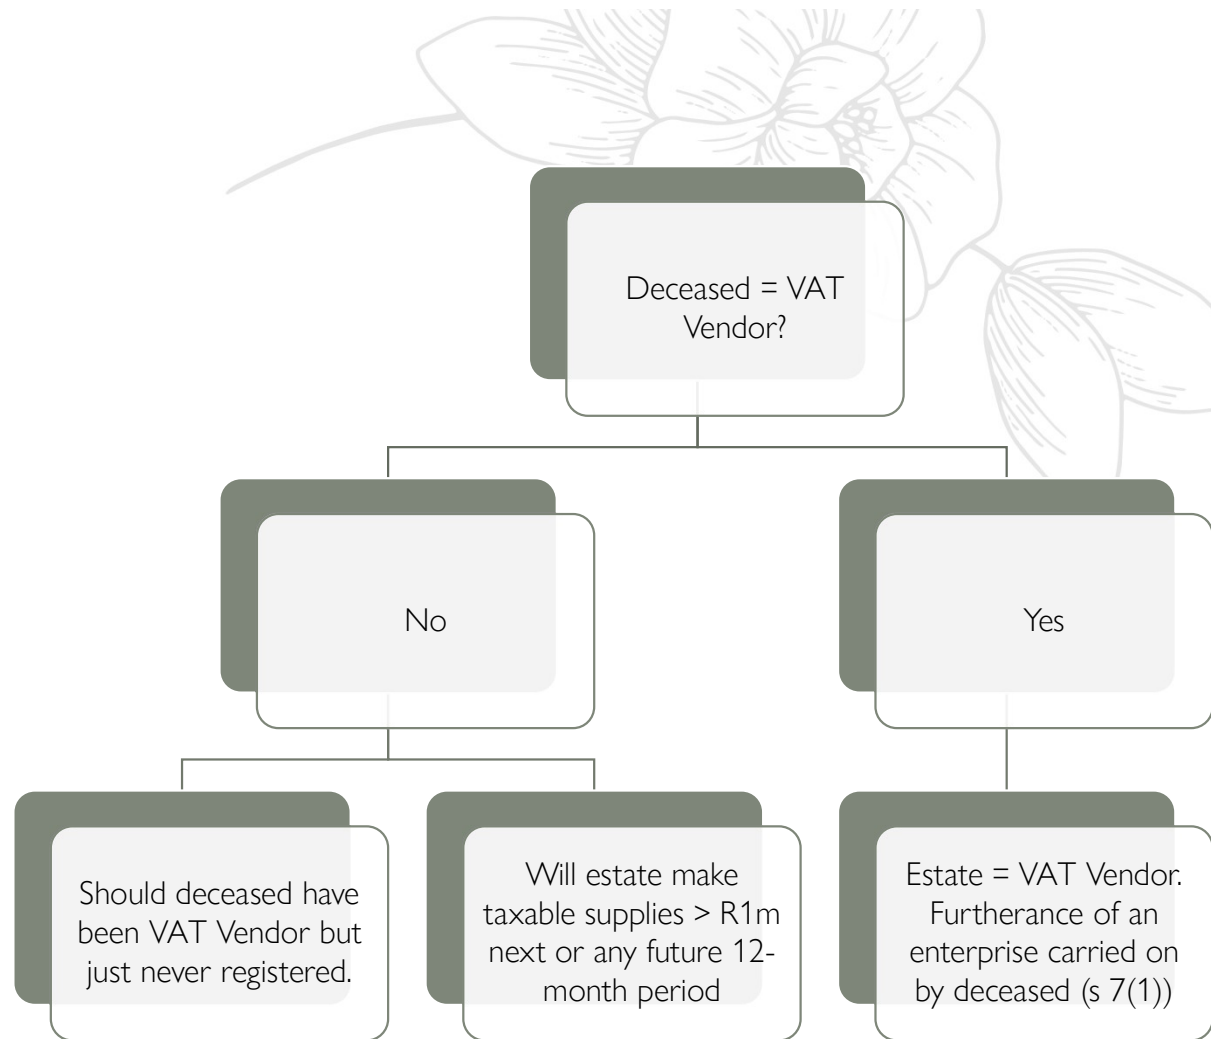 Deceased = VAT
Vendor?
No
Yes
Should deceased have
been VAT Vendor but
just never registered.
Will estate make
taxable supplies > R1m
next or any future 12-
month period
Estate = VAT Vendor.
Furtherance of an
enterprise carried on
by deceased (s 7(1))